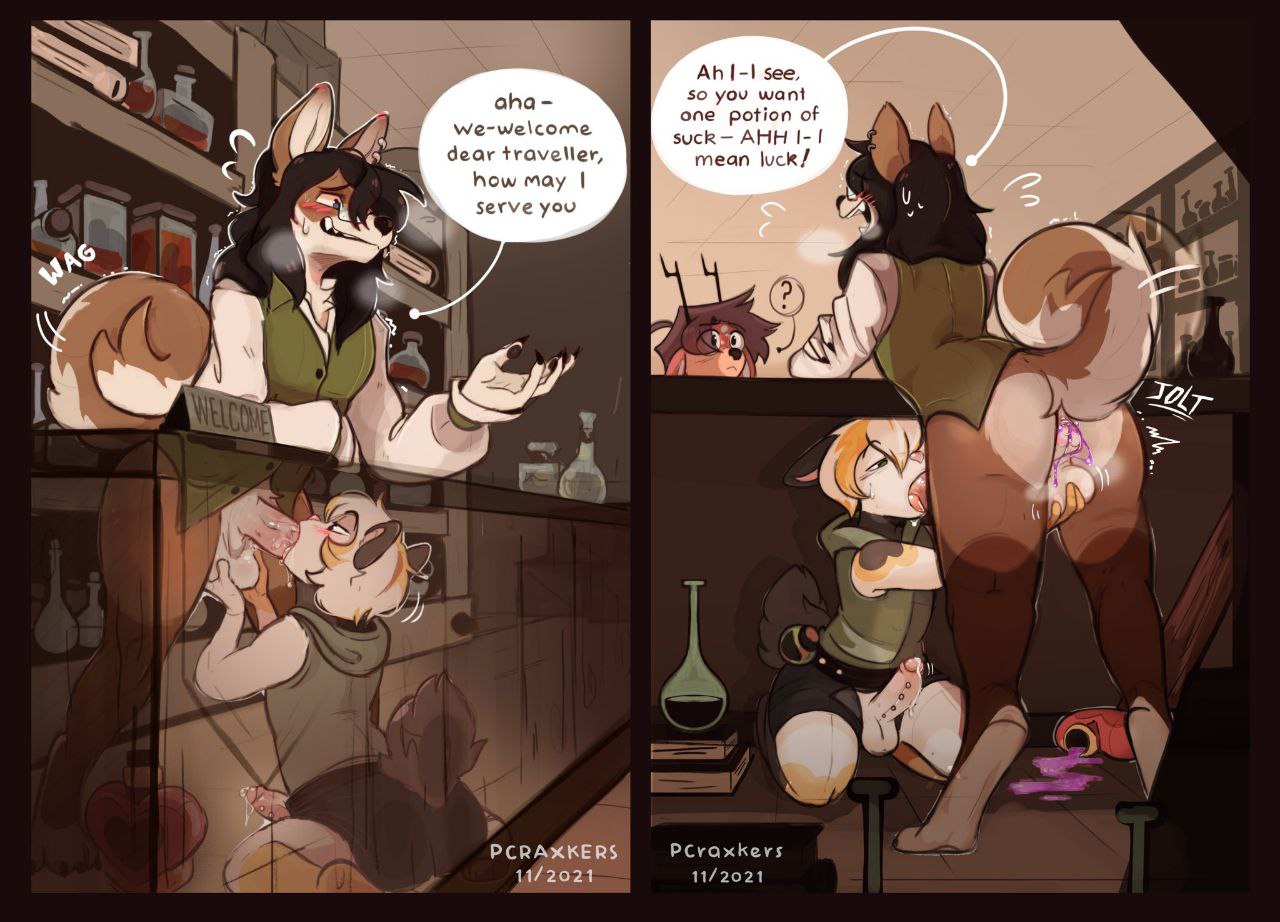 aha-
we-welcome
dear traveller,
how may I
serve you
WAG
WELCOME
PCRAXKERS
11/2021
Ah I-I see,
so you want
one potion of
suck- AHH I-I
mean luck!
?
JOLT
PCraxkers
11/2021